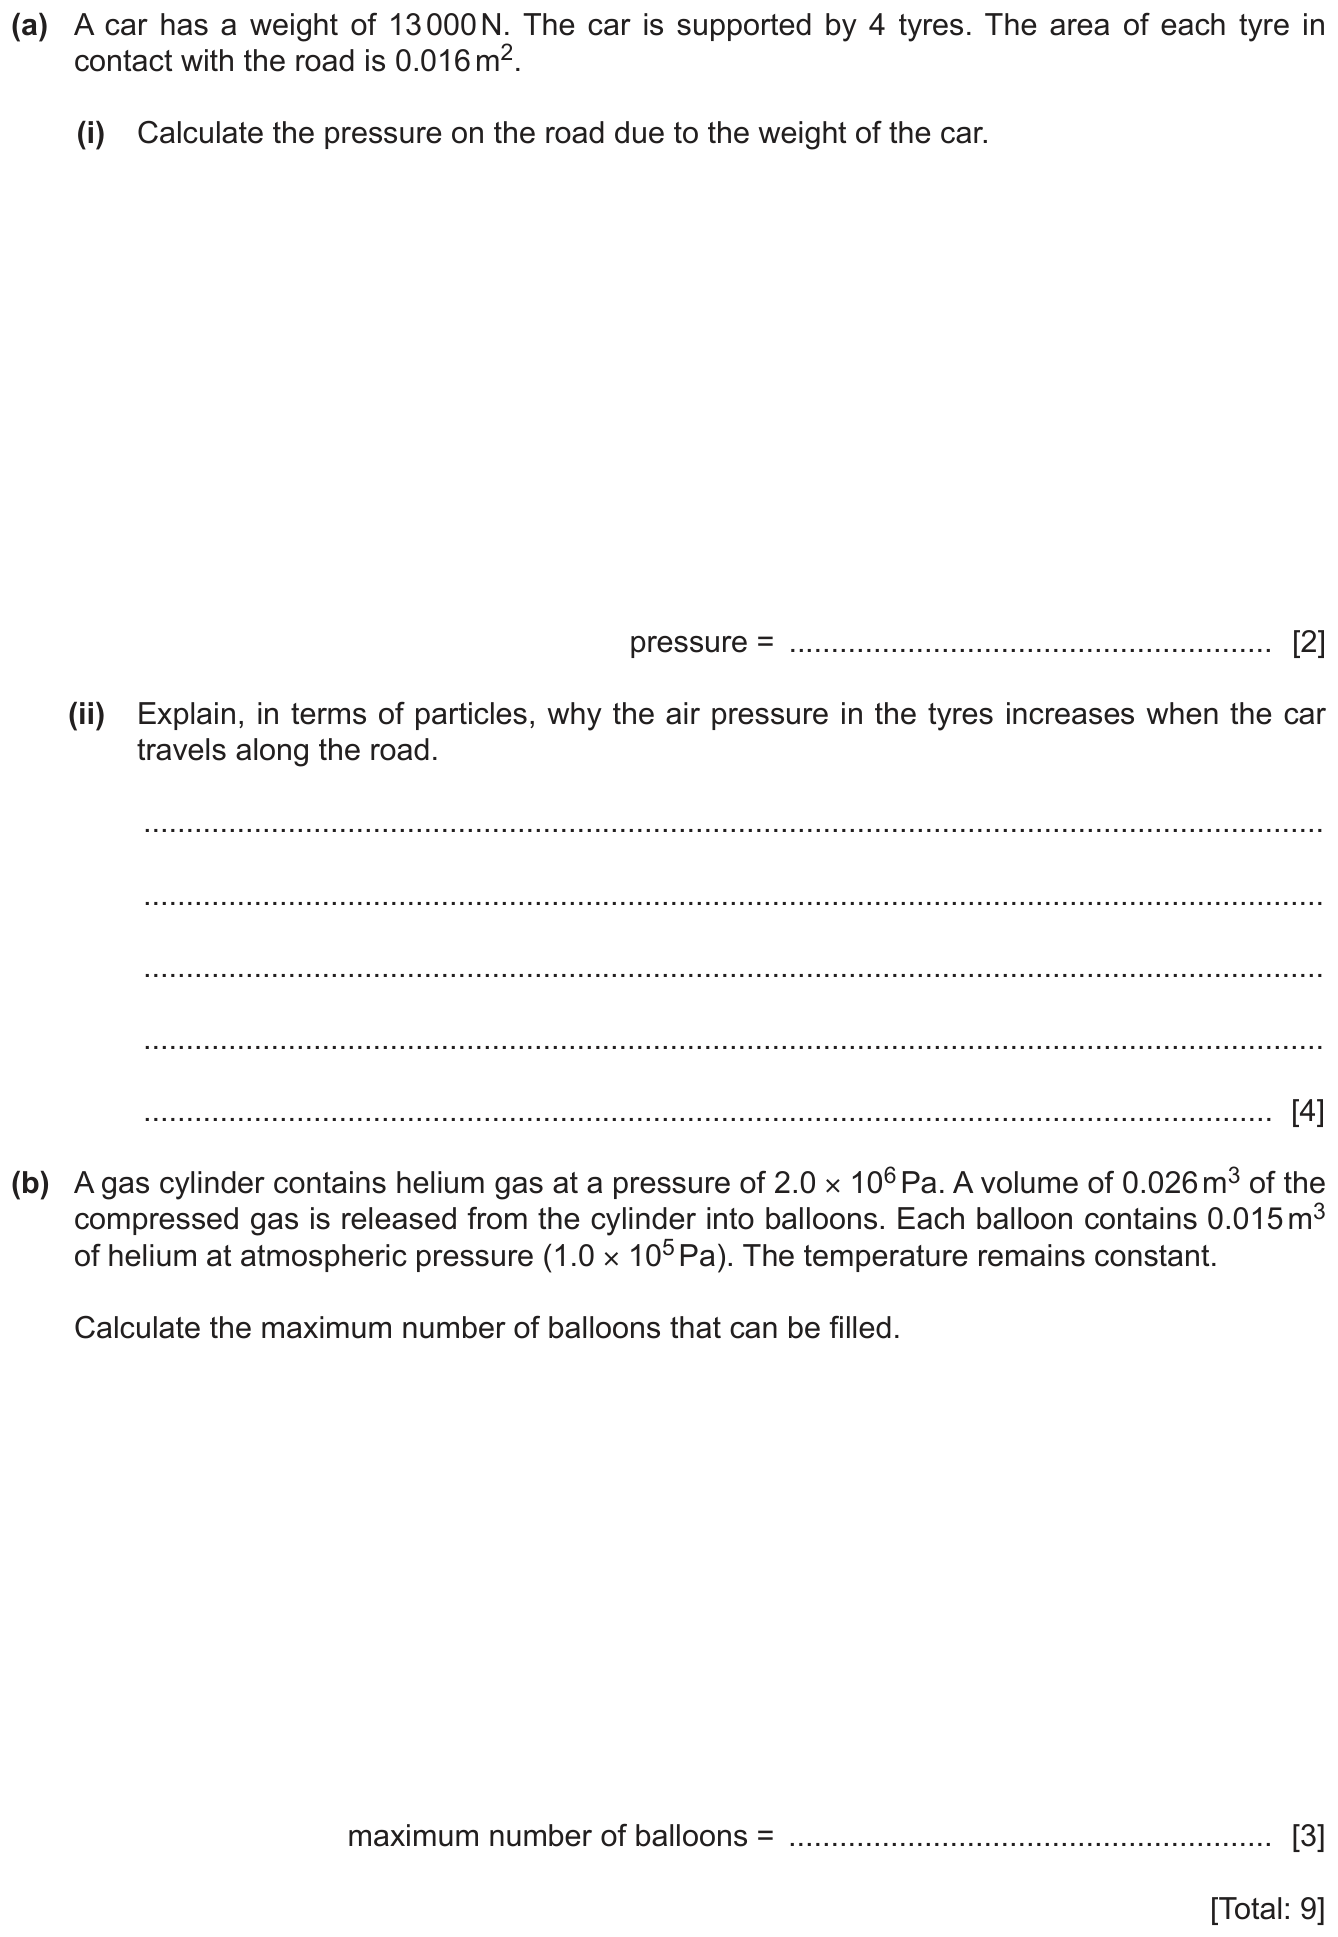 (a) A car has a weight of 13 000 N. The car is supported by 4 tyres. The area of each tyre in
contact with the road is 0.016 m².
(i) Calculate the pressure on the road due to the weight of the car.
pressure = .......................................................... [2]
(ii) Explain, in terms of particles, why the air pressure in the tyres increases when the car
travels along the road.
...........................................................................................................................................
...........................................................................................................................................
...........................................................................................................................................
...........................................................................................................................................
..................................................................................................................................... [4]
(b) A gas cylinder contains helium gas at a pressure of 2.0 × 10⁶ Pa. A volume of 0.026 m³ of the
compressed gas is released from the cylinder into balloons. Each balloon contains 0.015 m³
of helium at atmospheric pressure (1.0 × 10⁵ Pa). The temperature remains constant.
Calculate the maximum number of balloons that can be filled.
maximum number of balloons = .......................................................... [3]
[Total: 9]